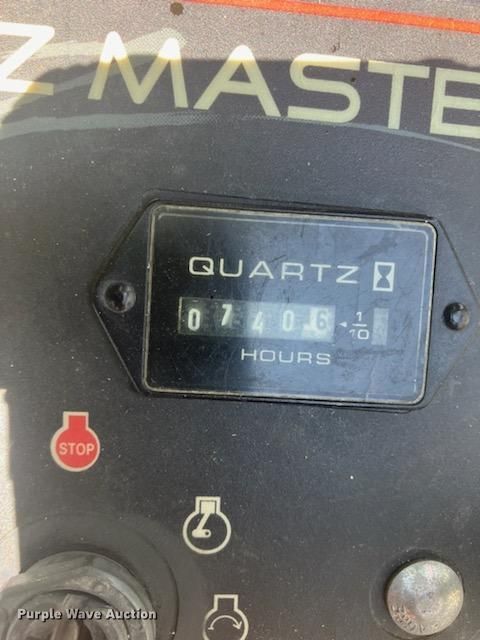 Z MASTE
QUARTZ
0 7 4 0 6 1/10
HOURS
STOP
Purple Wave Auction